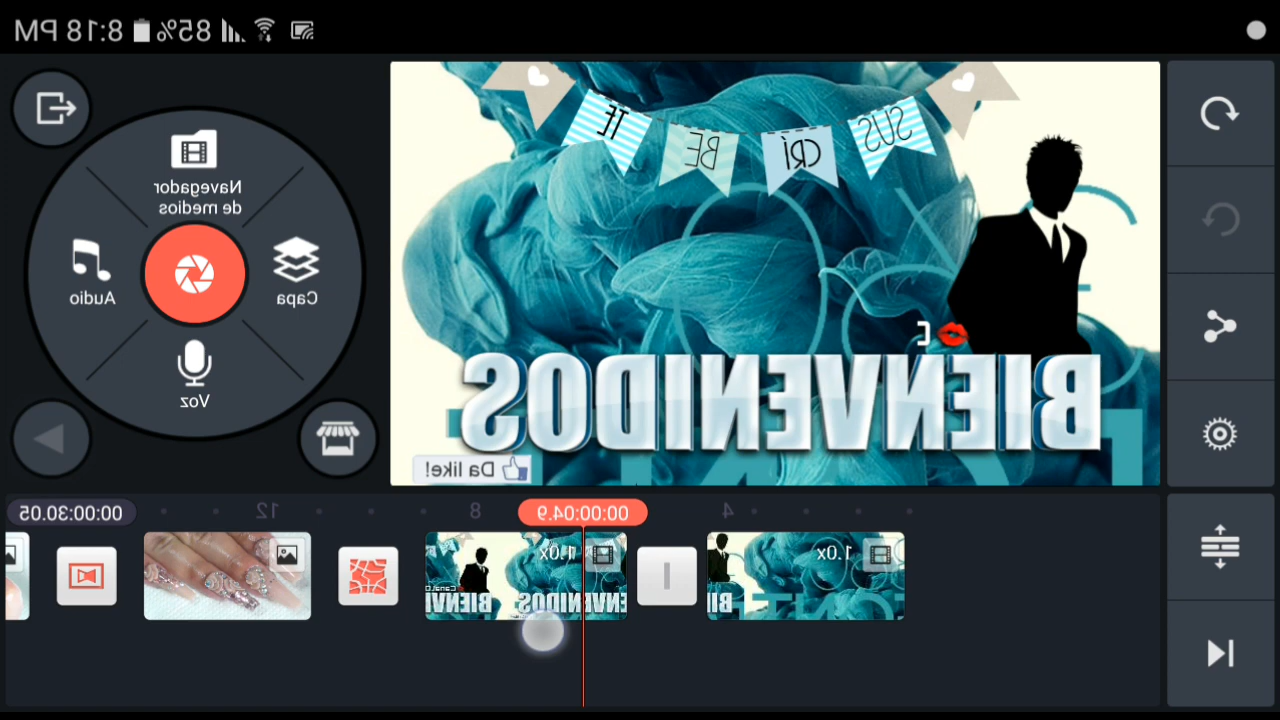 8:18 PM
85%
Navegador
de medios
Audio
Capa
Voz
SUS
CRÍ
BE
TE
C
BIENVENIDOS
Da like!
00:00:04.9
00:00:30.05
4
8
12
1.0x
1.0x
BIENVENIDOS